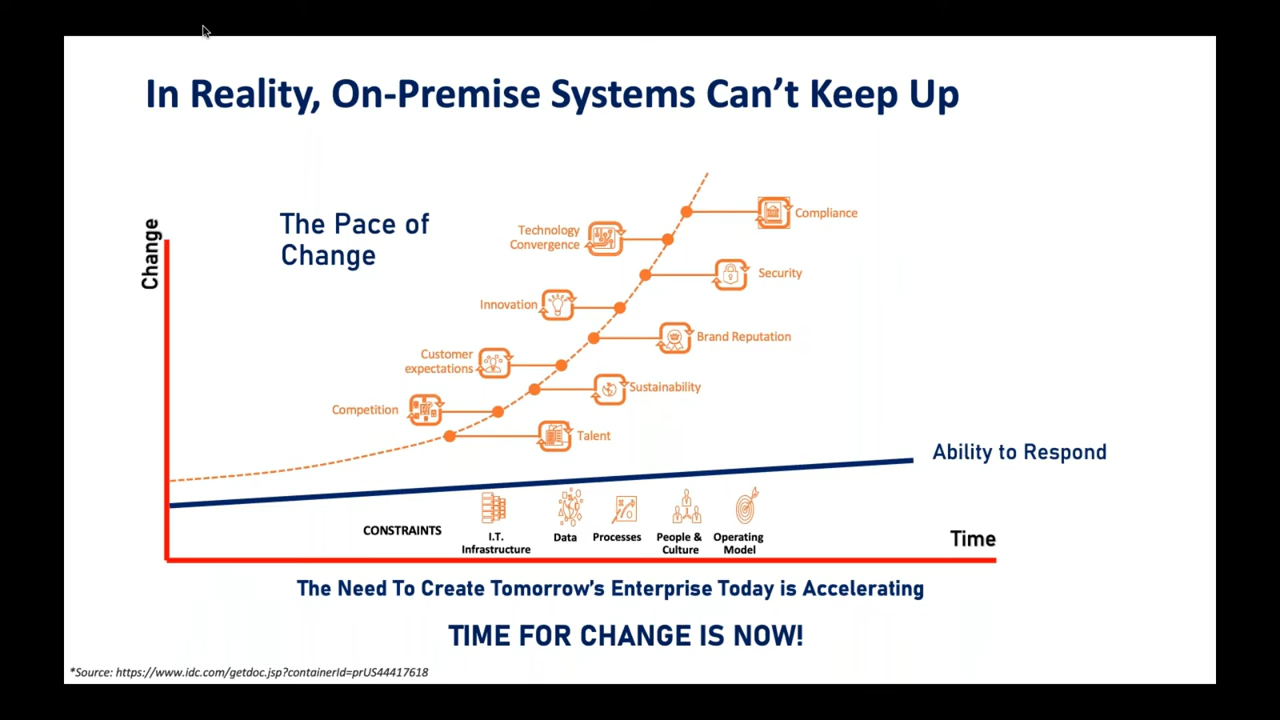 In Reality, On-Premise Systems Can't Keep Up
Change
The Pace of
Change
Compliance
Technology
Convergence
Security
Innovation
Brand Reputation
Customer
expectations
Sustainability
Competition
Talent
Ability to Respond
CONSTRAINTS
I.T.
Infrastructure
Data
Processes
People &
Culture
Operating
Model
Time
The Need To Create Tomorrow's Enterprise Today is Accelerating
TIME FOR CHANGE IS NOW!
*Source: https://www.idc.com/getdoc.jsp?containerId=prUS44417618